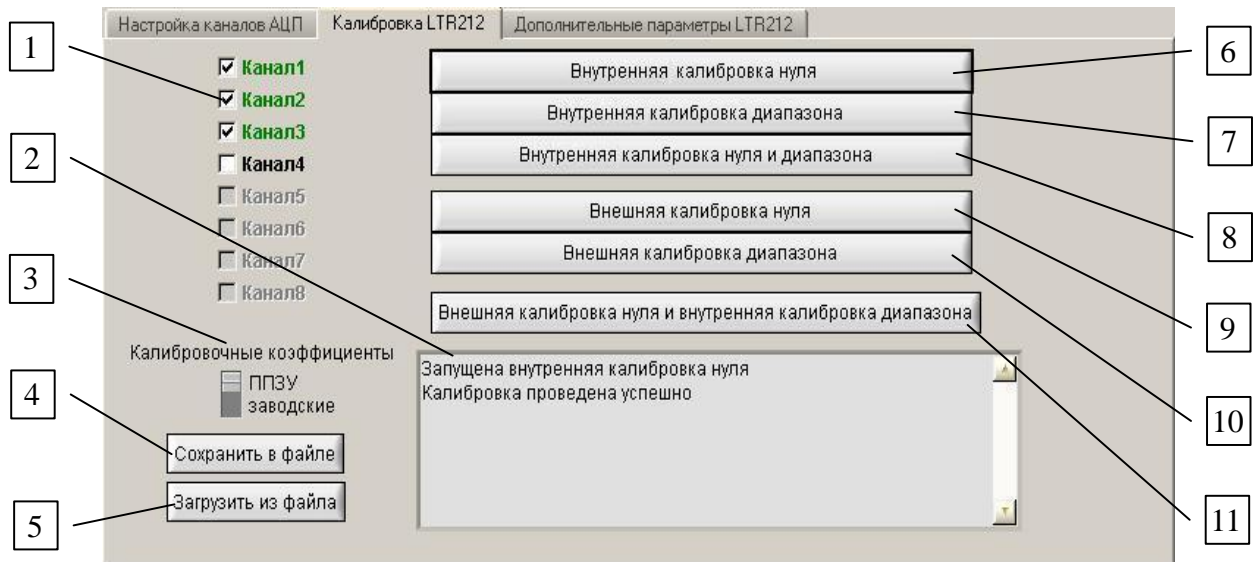 Настройка каналов АЦП
Калибровка LTR212
Дополнительные параметры LTR212
1
Канал1
Канал2
Канал3
Канал4
Канал5
Канал6
Канал7
Канал8
2
3
Калибровочные коэффициенты
ППЗУ
заводские
4
Сохранить в файле
5
Загрузить из файла
Внутренняя калибровка нуля
6
Внутренняя калибровка диапазона
7
Внутренняя калибровка нуля и диапазона
8
Внешняя калибровка нуля
9
Внешняя калибровка диапазона
10
Внешняя калибровка нуля и внутренняя калибровка диапазона
11
Запущена внутренняя калибровка нуля
Калибровка проведена успешно